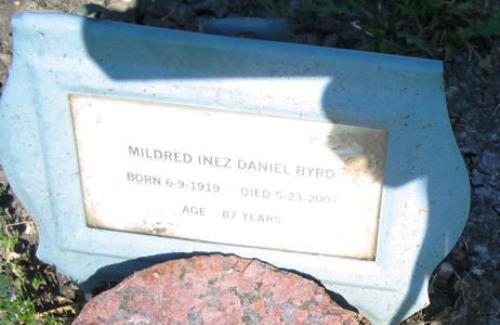 MILDRED INEZ DANIEL BYRD
BORN 6-9-1919 DIED 5-23-2007
AGE 87 YEARS